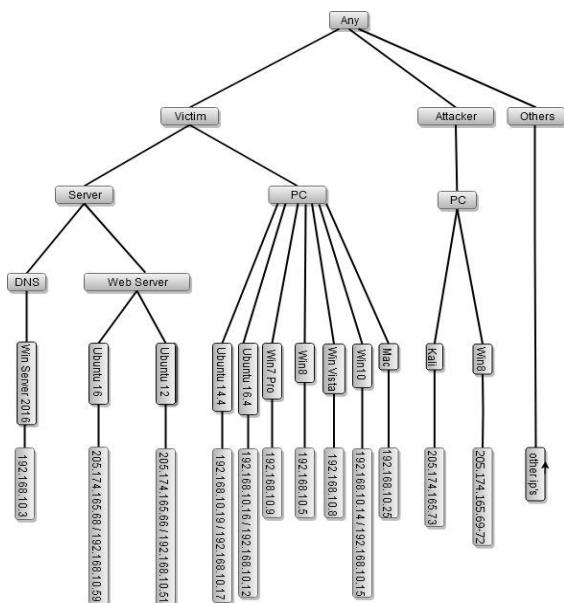 Any
Victim
Attacker
Others
Server
PC
PC
DNS
Web Server
Win Server 2016
Ubuntu 16
Ubuntu 12
Ubuntu 14.4
Ubuntu 16.4
Win7 Pro
Win8
Win Vista
Win10
Mac
Kali
Win8
192.168.10.3
205.174.165.68 / 192.168.10.59
205.174.165.66 / 192.168.10.51
192.168.10.19 / 192.168.10.17
192.168.10.16 / 192.168.10.12
192.168.10.9
192.168.10.5
192.168.10.8
192.168.10.14 / 192.168.10.15
192.168.10.25
205.174.165.73
205.174.165.69-72
other ip's